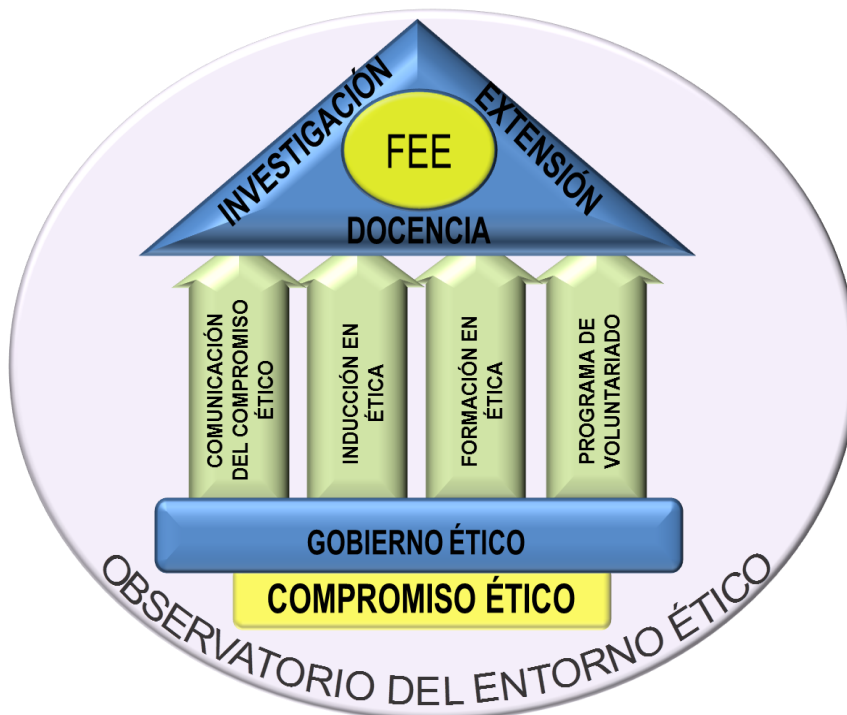 INVESTIGACIÓN
EXTENSIÓN
FEE
DOCENCIA
COMUNICACIÓN
DEL COMPROMISO
ÉTICO
INDUCCIÓN EN
ÉTICA
FORMACIÓN EN
ÉTICA
PROGRAMA DE
VOLUNTARIADO
GOBIERNO ÉTICO
COMPROMISO ÉTICO
OBSERVATORIO DEL ENTORNO ÉTICO